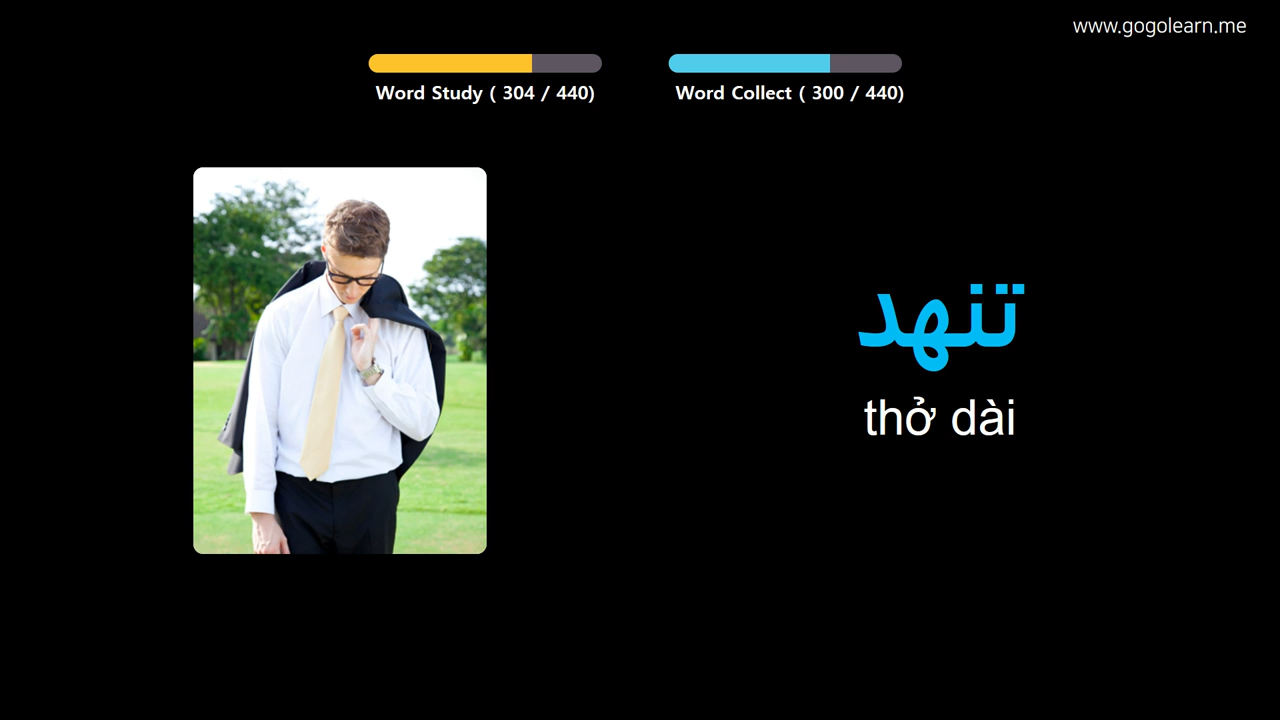 www.gogolearn.me
Word Study ( 304 / 440)
Word Collect ( 300 / 440)
تنهد
thở dài